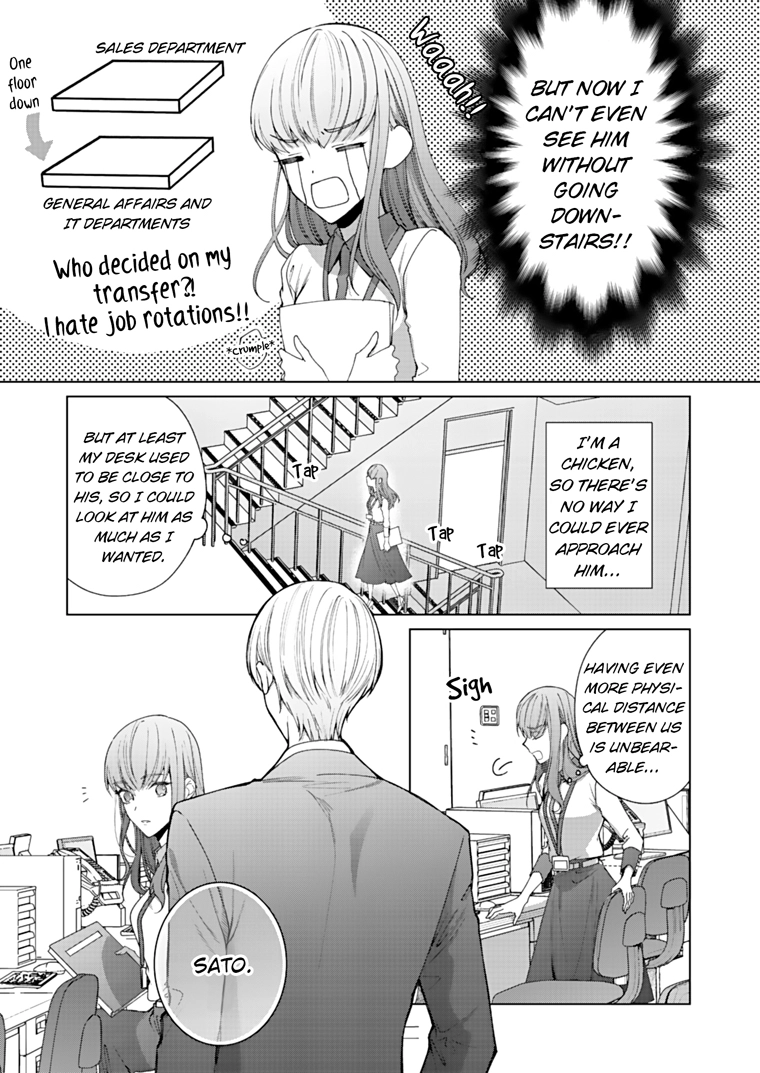 BUT NOW I
CAN'T EVEN
SEE HIM
WITHOUT
GOING
DOWN-
STAIRS!!
Waaah!!
SALES DEPARTMENT
One
floor
down
GENERAL AFFAIRS AND
IT DEPARTMENTS
Who decided on my
transfer?!
I hate job rotations!!
*crumple*
I'M A
CHICKEN,
SO THERE'S
NO WAY I
COULD EVER
APPROACH
HIM...
Tap
Tap
Tap
BUT AT LEAST
MY DESK USED
TO BE CLOSE TO
HIS, SO I COULD
LOOK AT HIM AS
MUCH AS I
WANTED.
HAVING EVEN
MORE PHYSI-
CAL DISTANCE
BETWEEN US
IS UNBEAR-
ABLE...
Sigh
SATO.